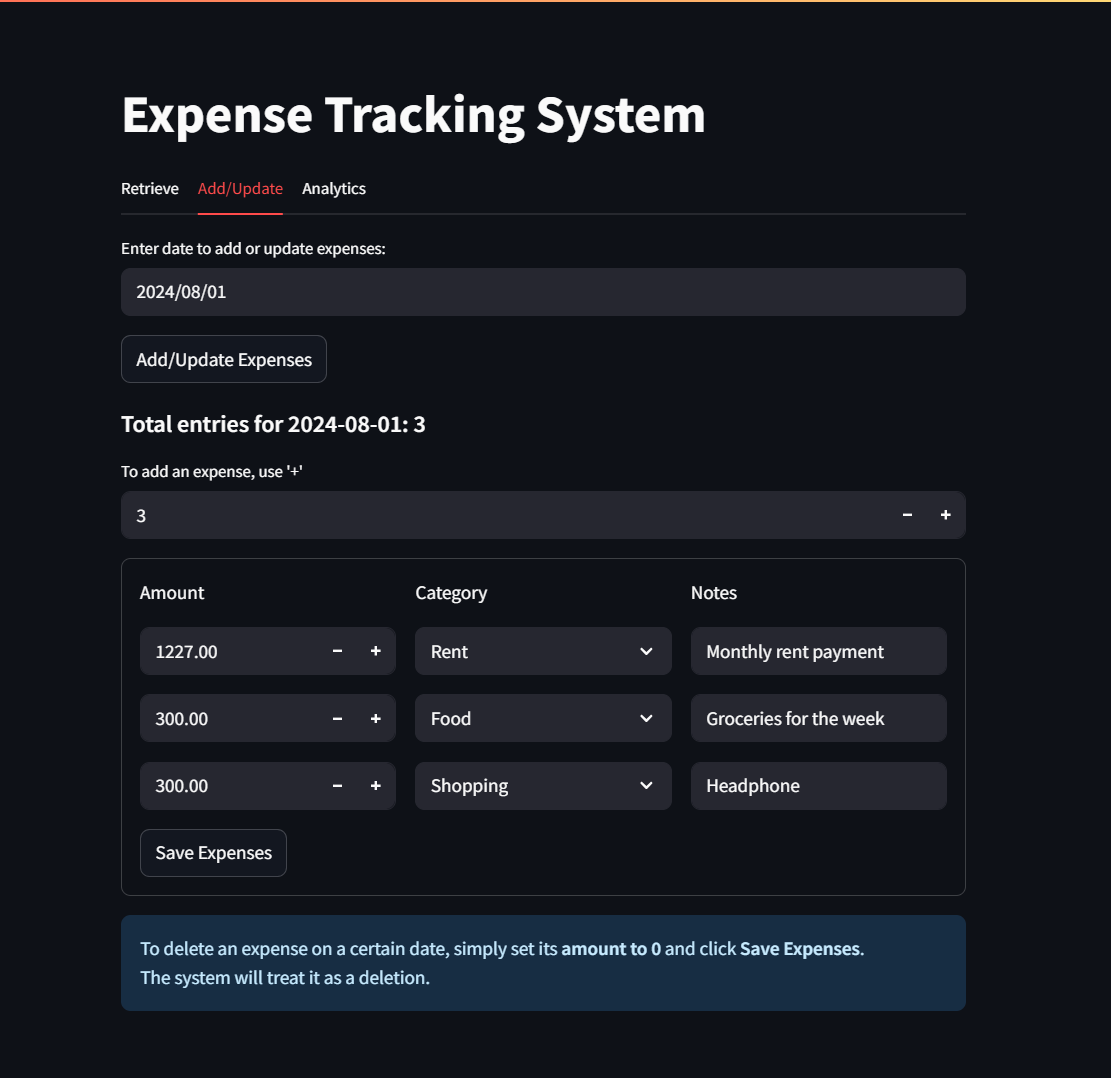 Expense Tracking System
Retrieve Add/Update Analytics
Enter date to add or update expenses:
2024/08/01
Add/Update Expenses
Total entries for 2024-08-01: 3
To add an expense, use '+'
3 − +
Amount Category Notes
1227.00 − + Rent Monthly rent payment
300.00 − + Food Groceries for the week
300.00 − + Shopping Headphone
Save Expenses
To delete an expense on a certain date, simply set its amount to 0 and click Save Expenses.
The system will treat it as a deletion.